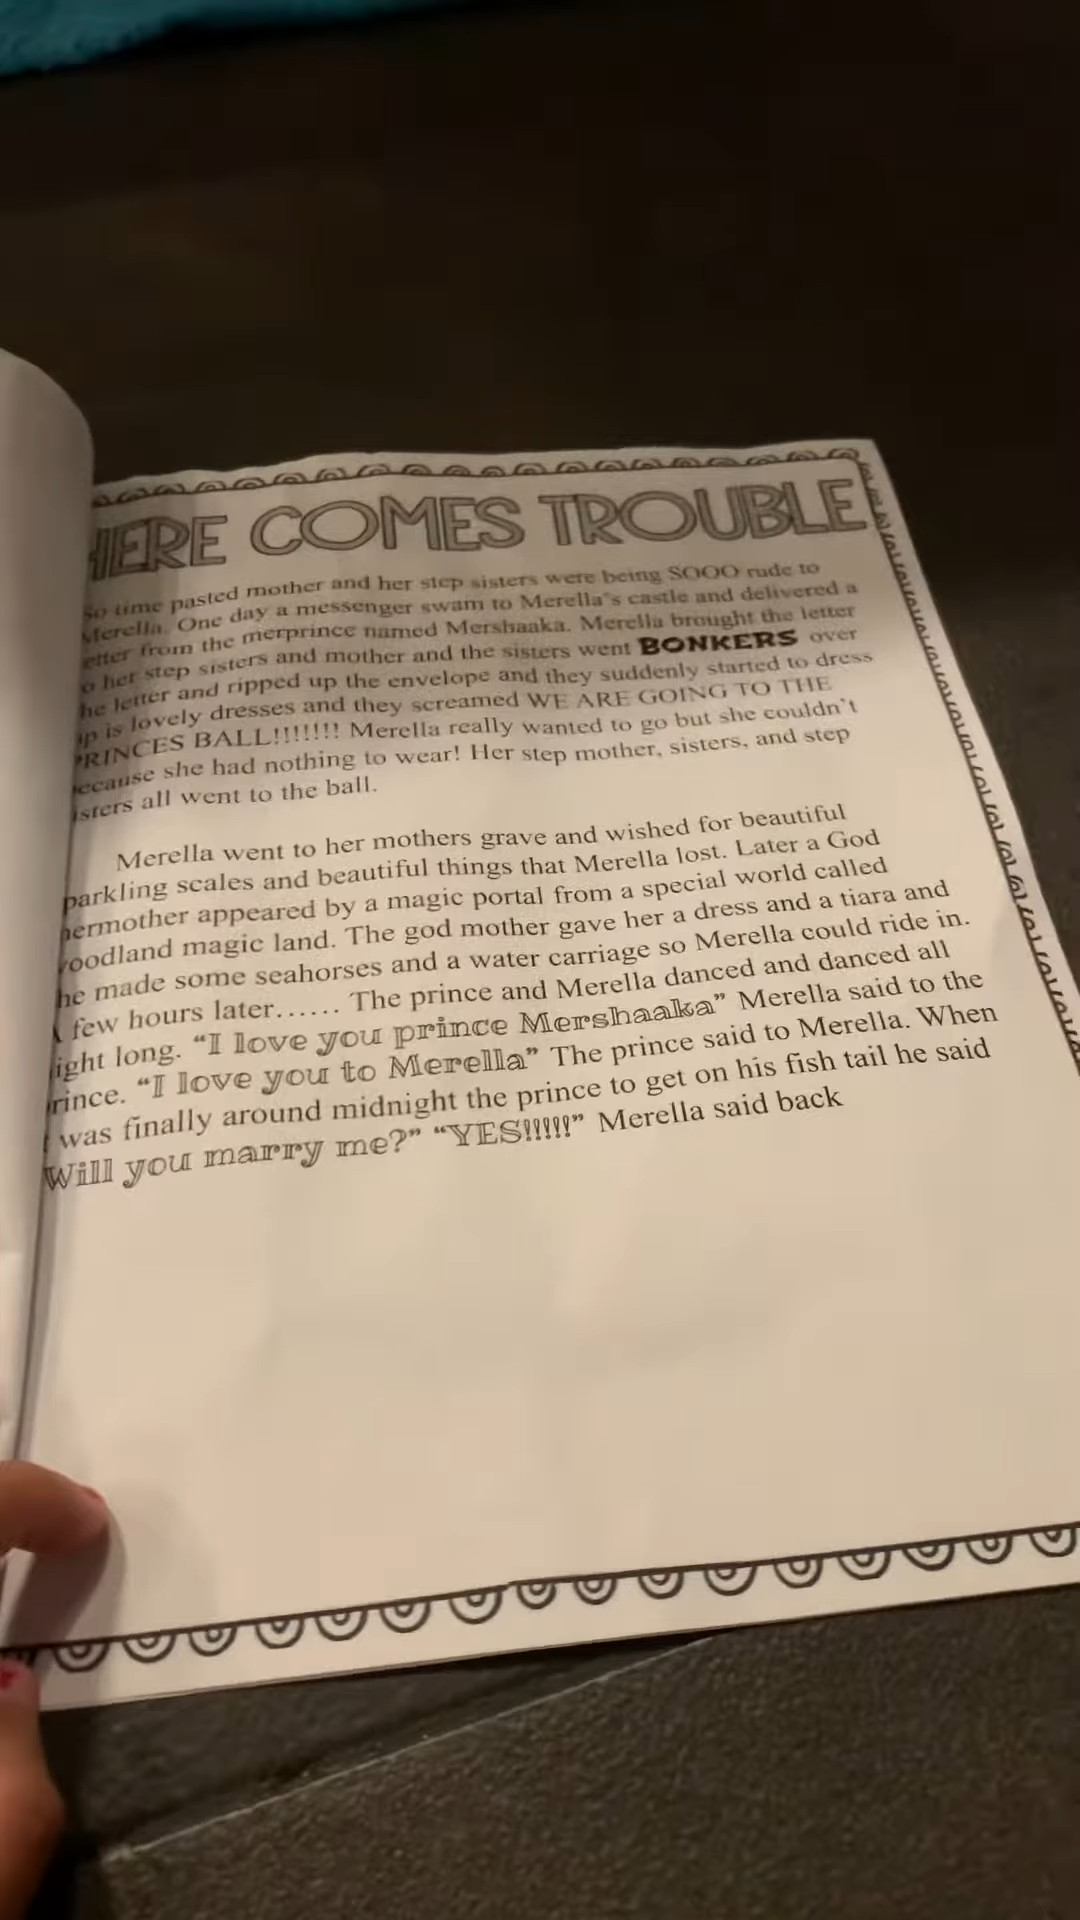 HERE COMES TROUBLE
So time pasted mother and her step sisters were being SOOO rude to
Merella. One day a messenger swam to Merella's castle and delivered a
etter from the merprince named Mershaaka. Merella brought the letter
o her step sisters and mother and the sisters went BONKERS over
he letter and ripped up the envelope and they suddenly started to dress
up is lovely dresses and they screamed WE ARE GOING TO THE
PRINCES BALL!!!!!!! Merella really wanted to go but she couldn't
ecause she had nothing to wear! Her step mother, sisters, and step
isters all went to the ball.
Merella went to her mothers grave and wished for beautiful
parkling scales and beautiful things that Merella lost. Later a God
ermother appeared by a magic portal from a special world called
oodland magic land. The god mother gave her a dress and a tiara and
he made some seahorses and a water carriage so Merella could ride in.
A few hours later…… The prince and Merella danced and danced all
ight long. “I love you prince Mershaaka” Merella said to the
rince. “I love you to Merella” The prince said to Merella. When
t was finally around midnight the prince to get on his fish tail he said
Will you marry me?” “YES!!!!!” Merella said back